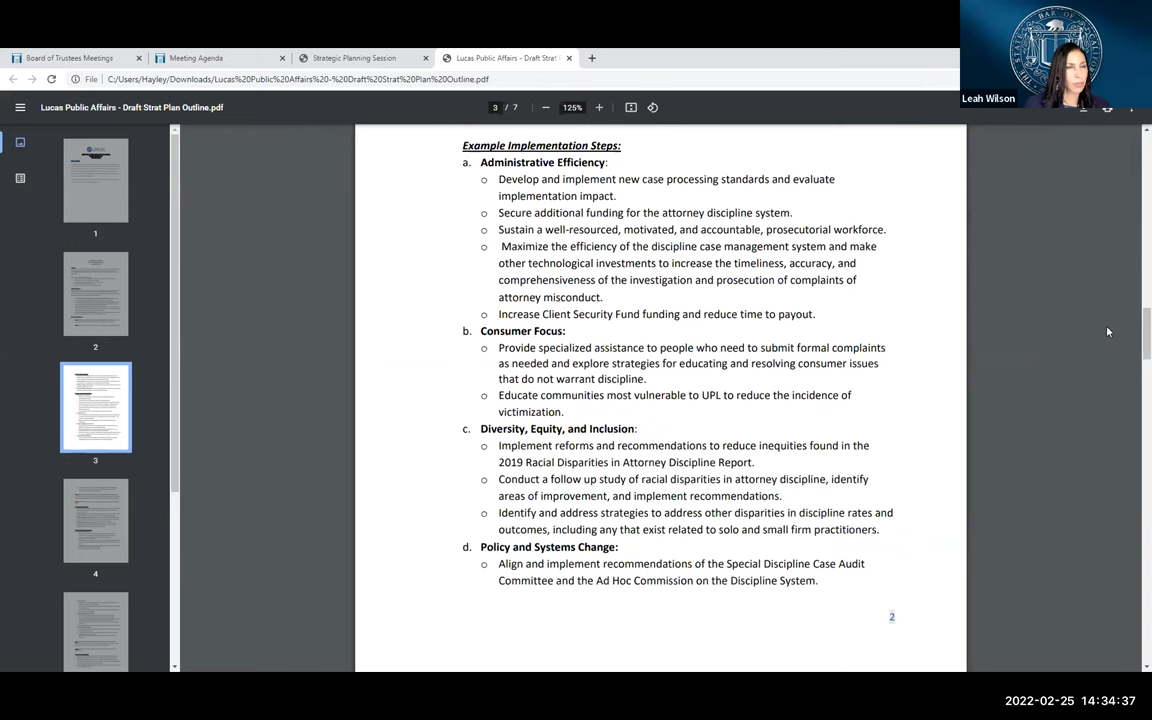 Board of Trustees Meetings
Meeting Agenda
Strategic Planning Session
Lucas Public Affairs - Draft Strat
File
C:/Users/Hayley/Downloads/Lucas%20Public%20Affairs%20-%20Draft%20Strat%20Plan%20Outline.pdf
Leah Wilson
Lucas Public Affairs - Draft Strat Plan Outline.pdf
3 / 7
125%
Example Implementation Steps:
a. Administrative Efficiency:
o Develop and implement new case processing standards and evaluate
implementation impact.
o Secure additional funding for the attorney discipline system.
o Sustain a well-resourced, motivated, and accountable, prosecutorial workforce.
o Maximize the efficiency of the discipline case management system and make
other technological investments to increase the timeliness, accuracy, and
comprehensiveness of the investigation and prosecution of complaints of
attorney misconduct.
o Increase Client Security Fund funding and reduce time to payout.
b. Consumer Focus:
o Provide specialized assistance to people who need to submit formal complaints
as needed and explore strategies for educating and resolving consumer issues
that do not warrant discipline.
o Educate communities most vulnerable to UPL to reduce the incidence of
victimization.
c. Diversity, Equity, and Inclusion:
o Implement reforms and recommendations to reduce inequities found in the
2019 Racial Disparities in Attorney Discipline Report.
o Conduct a follow up study of racial disparities in attorney discipline, identify
areas of improvement, and implement recommendations.
o Identify and address strategies to address other disparities in discipline rates and
outcomes, including any that exist related to solo and small firm practitioners.
d. Policy and Systems Change:
o Align and implement recommendations of the Special Discipline Case Audit
Committee and the Ad Hoc Commission on the Discipline System.
2
1
2
3
4
2022-02-25 14:34:37